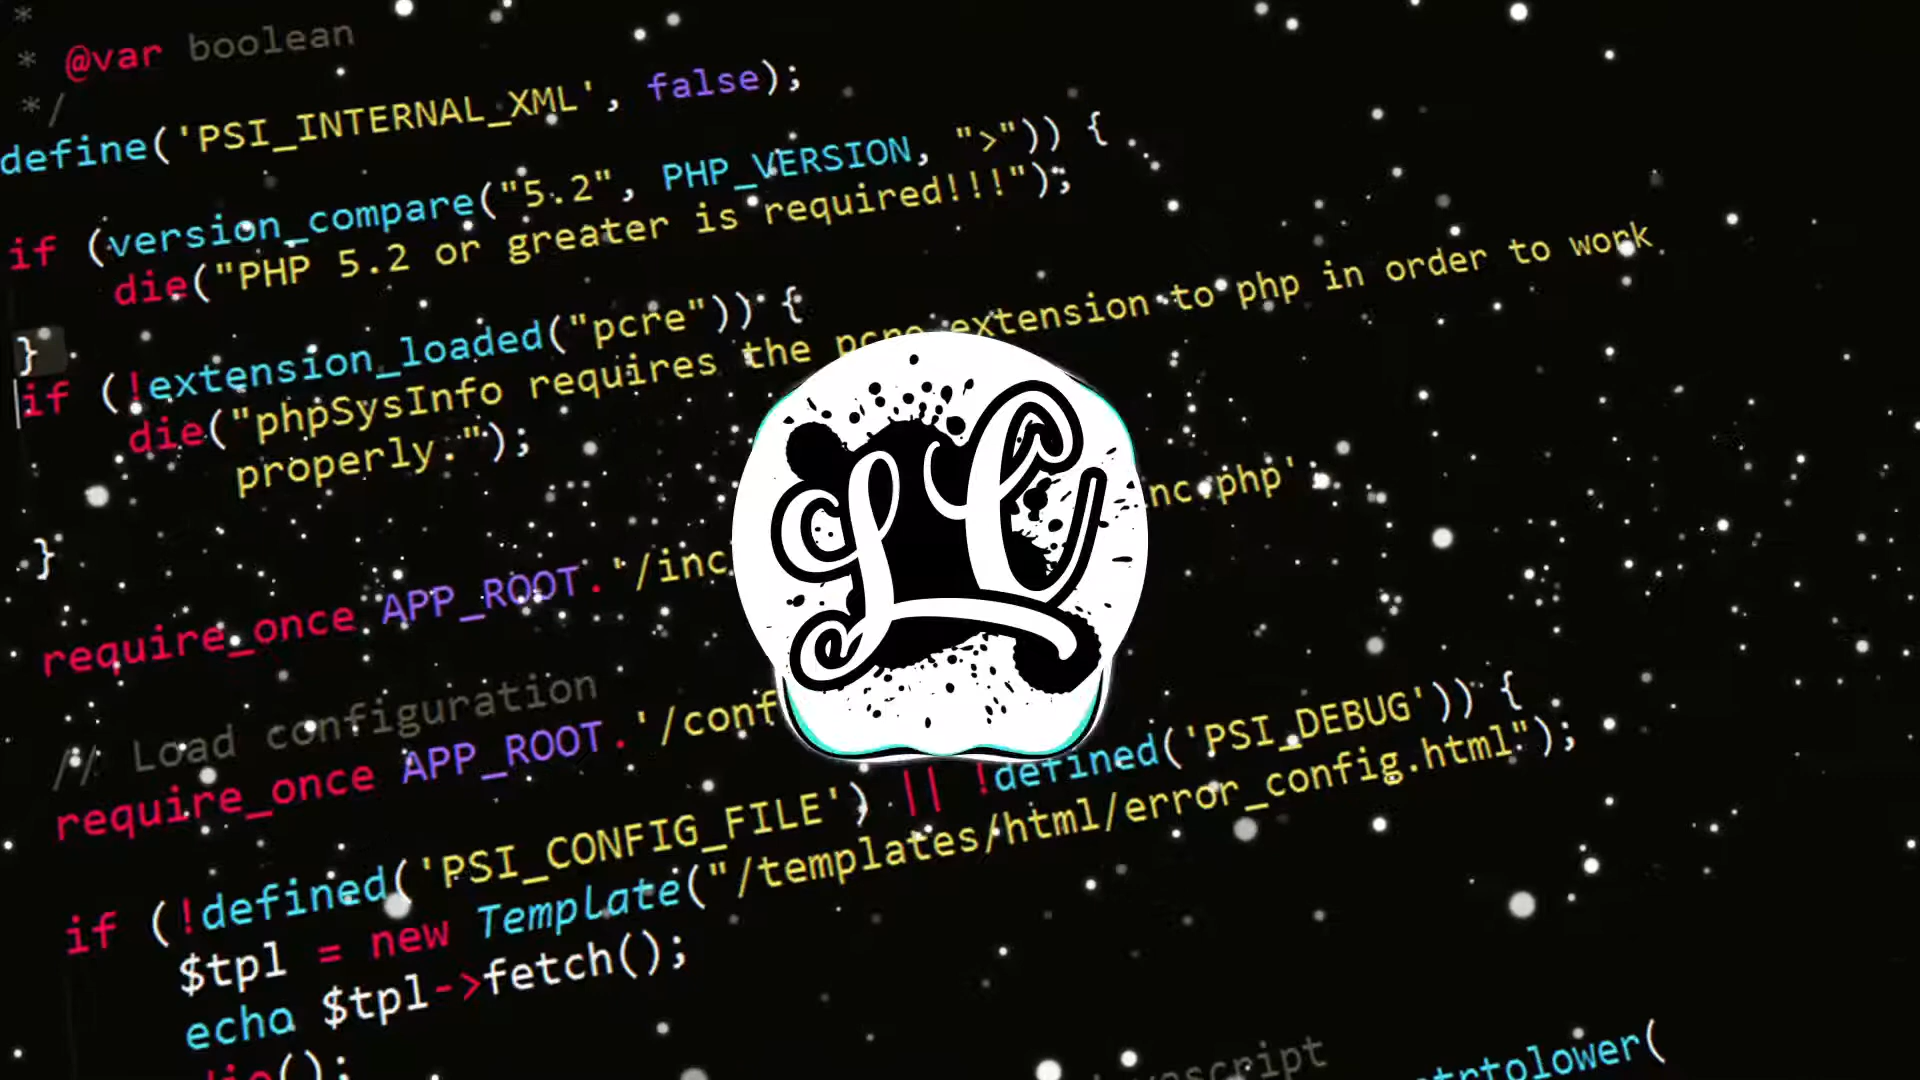 *
* @var boolean
*/
define('PSI_INTERNAL_XML', false);
if (version_compare("5.2", PHP_VERSION, ">")) {
die("PHP 5.2 or greater is required!!!");
}
if (!extension_loaded("pcre")) {
die("phpSysInfo requires the pcre extension to php in order to work
properly.");
}
require_once APP_ROOT.'/inc nc.php'
// Load configuration
require_once APP_ROOT.'/conf
if (!defined('PSI_CONFIG_FILE') || !defined('PSI_DEBUG')) {
$tpl = new Template("/templates/html/error_config.html");
echo $tpl->fetch();
die();
script
strtolower(
LC